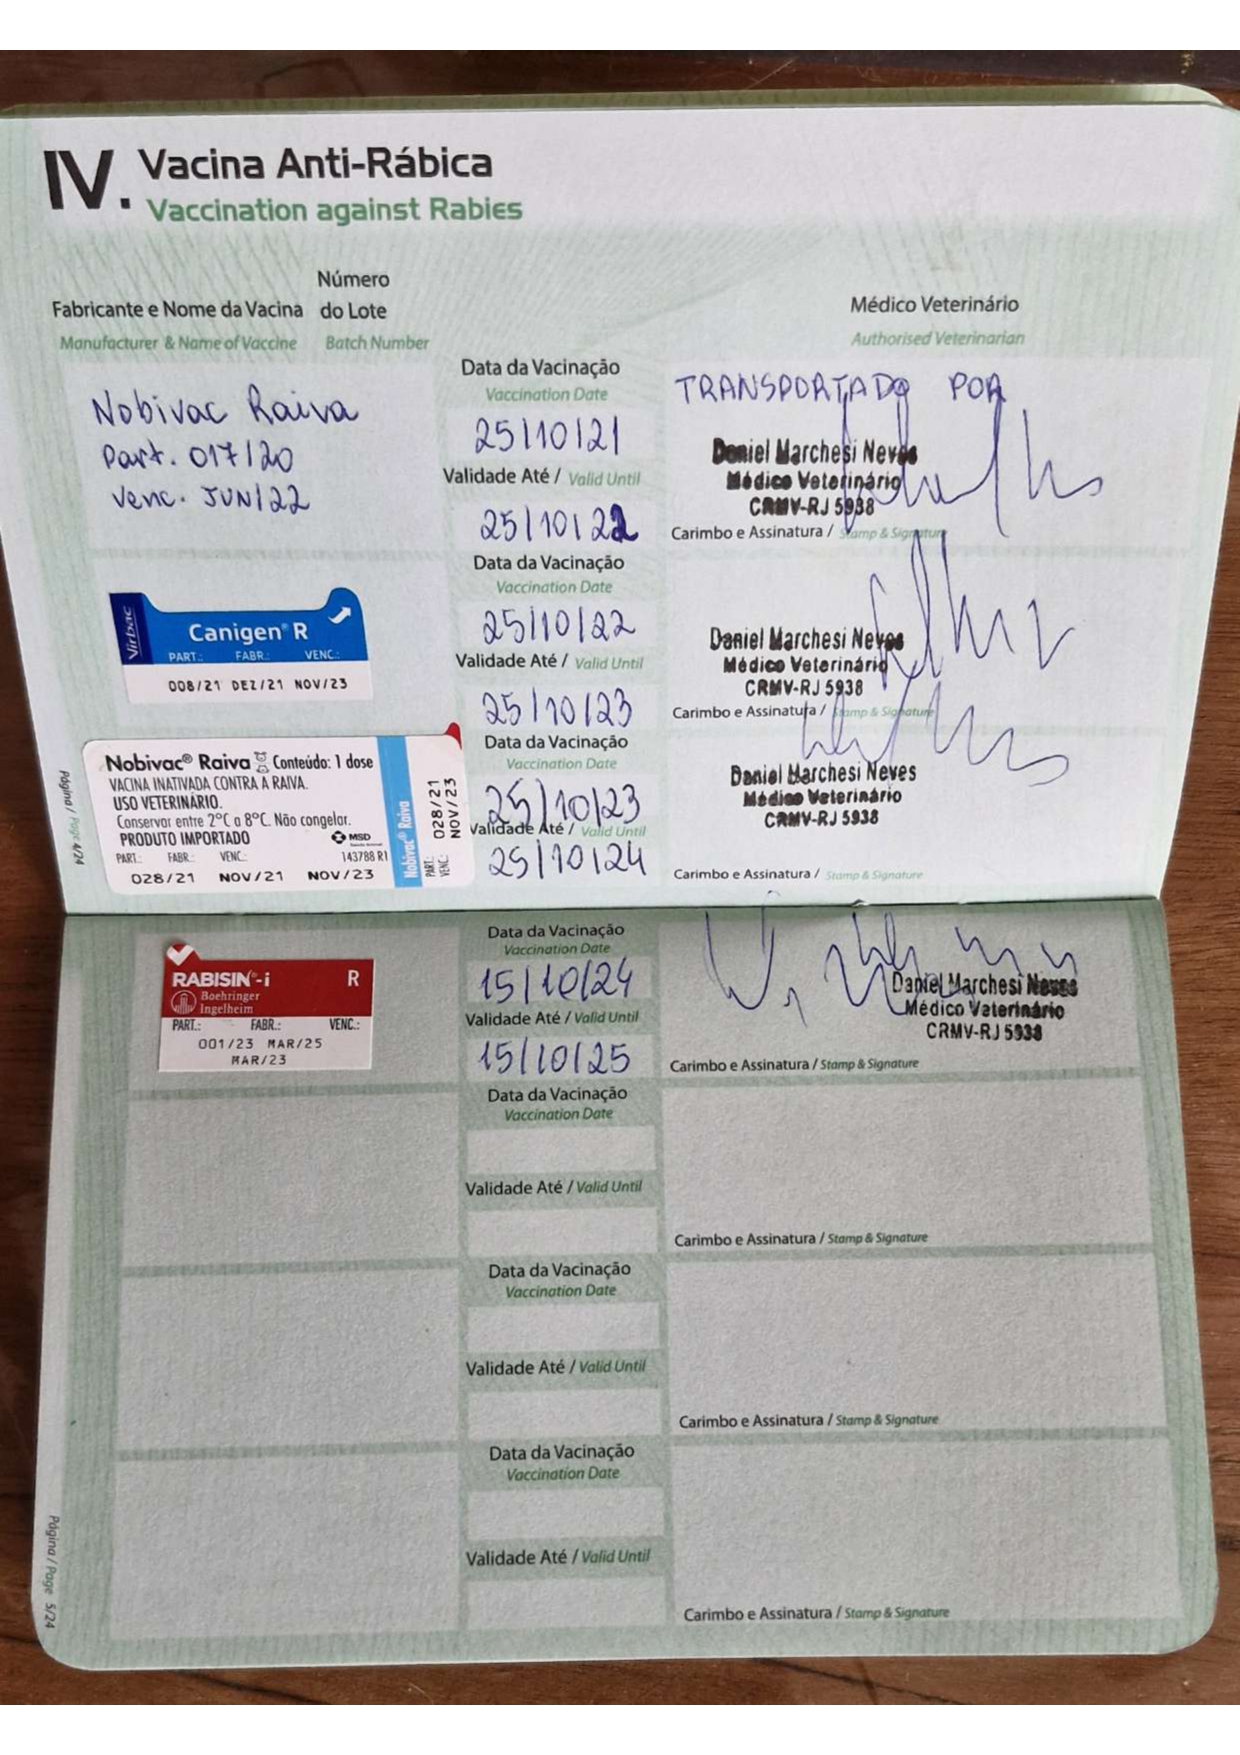 IV. Vacina Anti-Rábica
Vaccination against Rabies
Fabricante e Nome da Vacina
Manufacturer & Name of Vaccine
Número
do Lote
Batch Number
Médico Veterinário
Authorised Veterinarian
Nobivac Raiva
Part. 017/20
Venc. JUN/22
Data da Vacinação
Vaccination Date
25/10/21
Validade Até / Valid Until
25/10/22
TRANSPORTADO POR
Daniel Marchesi Neves
Médico Veterinário
CRMV-RJ 5938
Carimbo e Assinatura / Stamp & Signature
Virbac
Canigen® R
PART.: FABR.: VENC.:
008/21 DEZ/21 NOV/23
Data da Vacinação
Vaccination Date
25/10/22
Validade Até / Valid Until
25/10/23
Daniel Marchesi Neves
Médico Veterinário
CRMV-RJ 5938
Carimbo e Assinatura / Stamp & Signature
Nobivac® Raiva Conteúdo: 1 dose
VACINA INATIVADA CONTRA A RAIVA.
USO VETERINÁRIO.
Conservar entre 2°C a 8°C. Não congelar.
PRODUTO IMPORTADO MSD
PART.: FABR.: VENC.: 143788 R1
028/21 NOV/21 NOV/23
Nobivac® Raiva
PART.: 028/21
VENC.: NOV/23
Data da Vacinação
Vaccination Date
25/10/23
Validade Até / Valid Until
25/10/24
Daniel Marchesi Neves
Médico Veterinário
CRMV-RJ 5938
Carimbo e Assinatura / Stamp & Signature
Página / Page 4/24
RABISIN®-i R
Boehringer
Ingelheim
PART.: FABR.: VENC.:
001/23 MAR/25
MAR/23
Data da Vacinação
Vaccination Date
15/10/24
Validade Até / Valid Until
15/10/25
Daniel Marchesi Neves
Médico Veterinário
CRMV-RJ 5938
Carimbo e Assinatura / Stamp & Signature
Data da Vacinação
Vaccination Date
Validade Até / Valid Until
Carimbo e Assinatura / Stamp & Signature
Data da Vacinação
Vaccination Date
Validade Até / Valid Until
Carimbo e Assinatura / Stamp & Signature
Data da Vacinação
Vaccination Date
Validade Até / Valid Until
Carimbo e Assinatura / Stamp & Signature
Página / Page 5/24